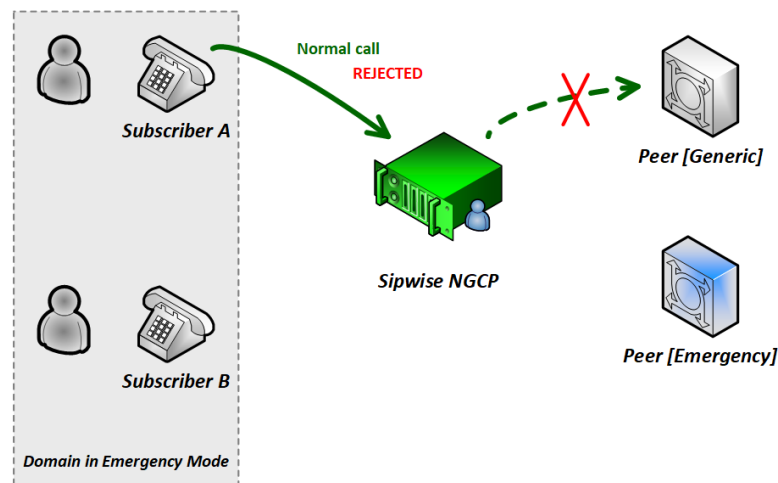 Normal call
REJECTED
Subscriber A
Peer [Generic]
Sipwise NGCP
Subscriber B
Peer [Emergency]
Domain in Emergency Mode